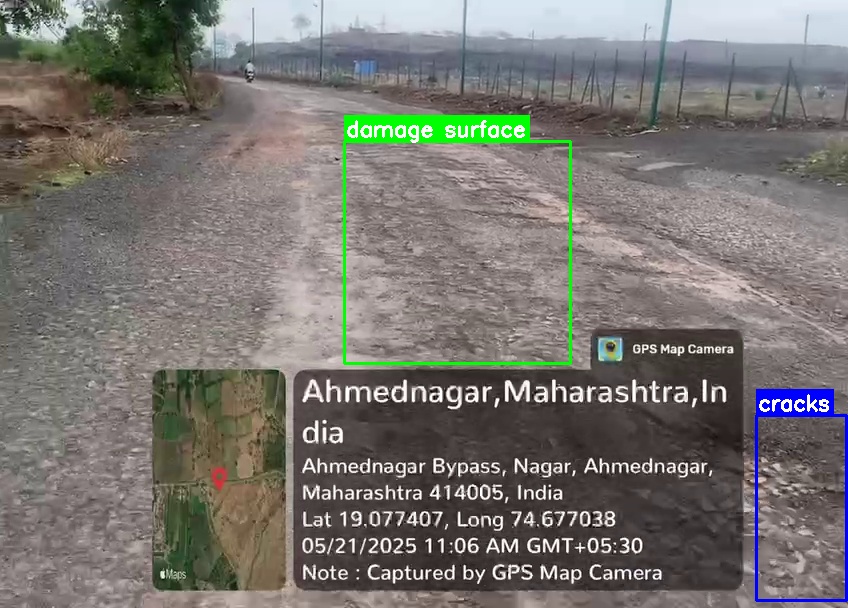 damage surface
GPS Map Camera
cracks
Ahmednagar,Maharashtra,In
dia
Ahmednagar Bypass, Nagar, Ahmednagar,
Maharashtra 414005, India
Lat 19.077407, Long 74.677038
05/21/2025 11:06 AM GMT+05:30
Note : Captured by GPS Map Camera
Maps